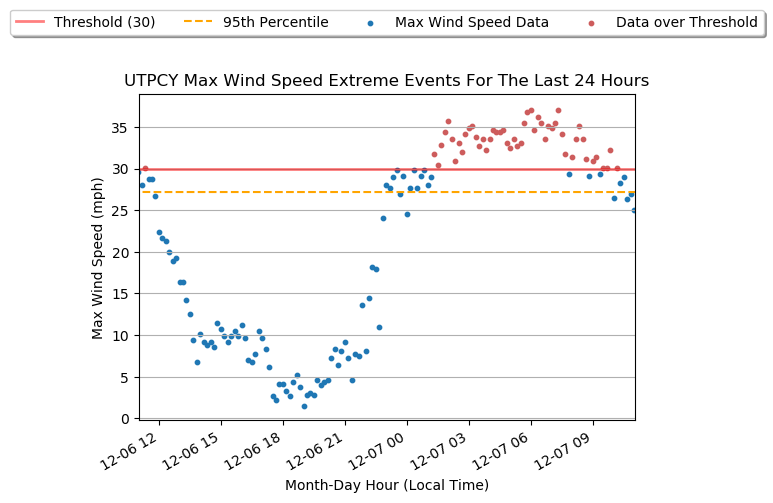 Threshold (30) 95th Percentile Max Wind Speed Data Data over Threshold
UTPCY Max Wind Speed Extreme Events For The Last 24 Hours
Max Wind Speed (mph)
35
30
25
20
15
10
5
0
12-06 12 12-06 15 12-06 18 12-06 21 12-07 00 12-07 03 12-07 06 12-07 09
Month-Day Hour (Local Time)